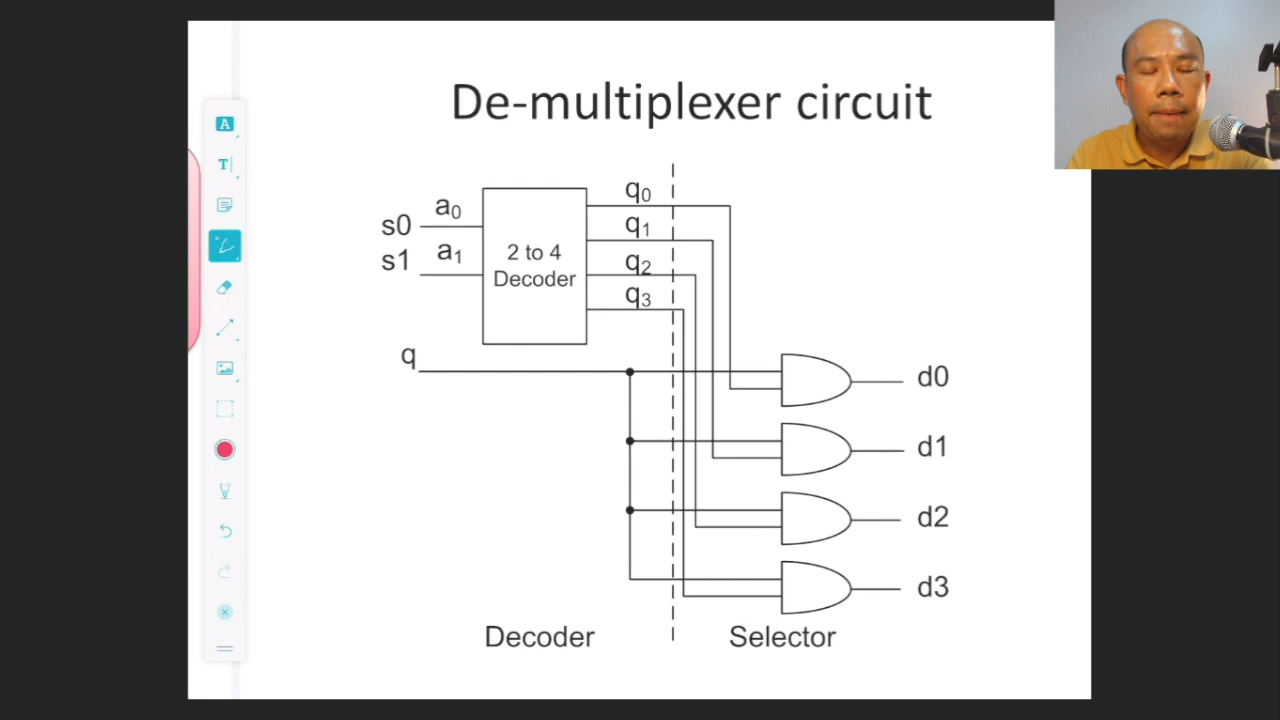 De-multiplexer circuit
s0
a0
s1
a1
2 to 4
Decoder
q0
q1
q2
q3
q
d0
d1
d2
d3
Decoder
Selector
A
T